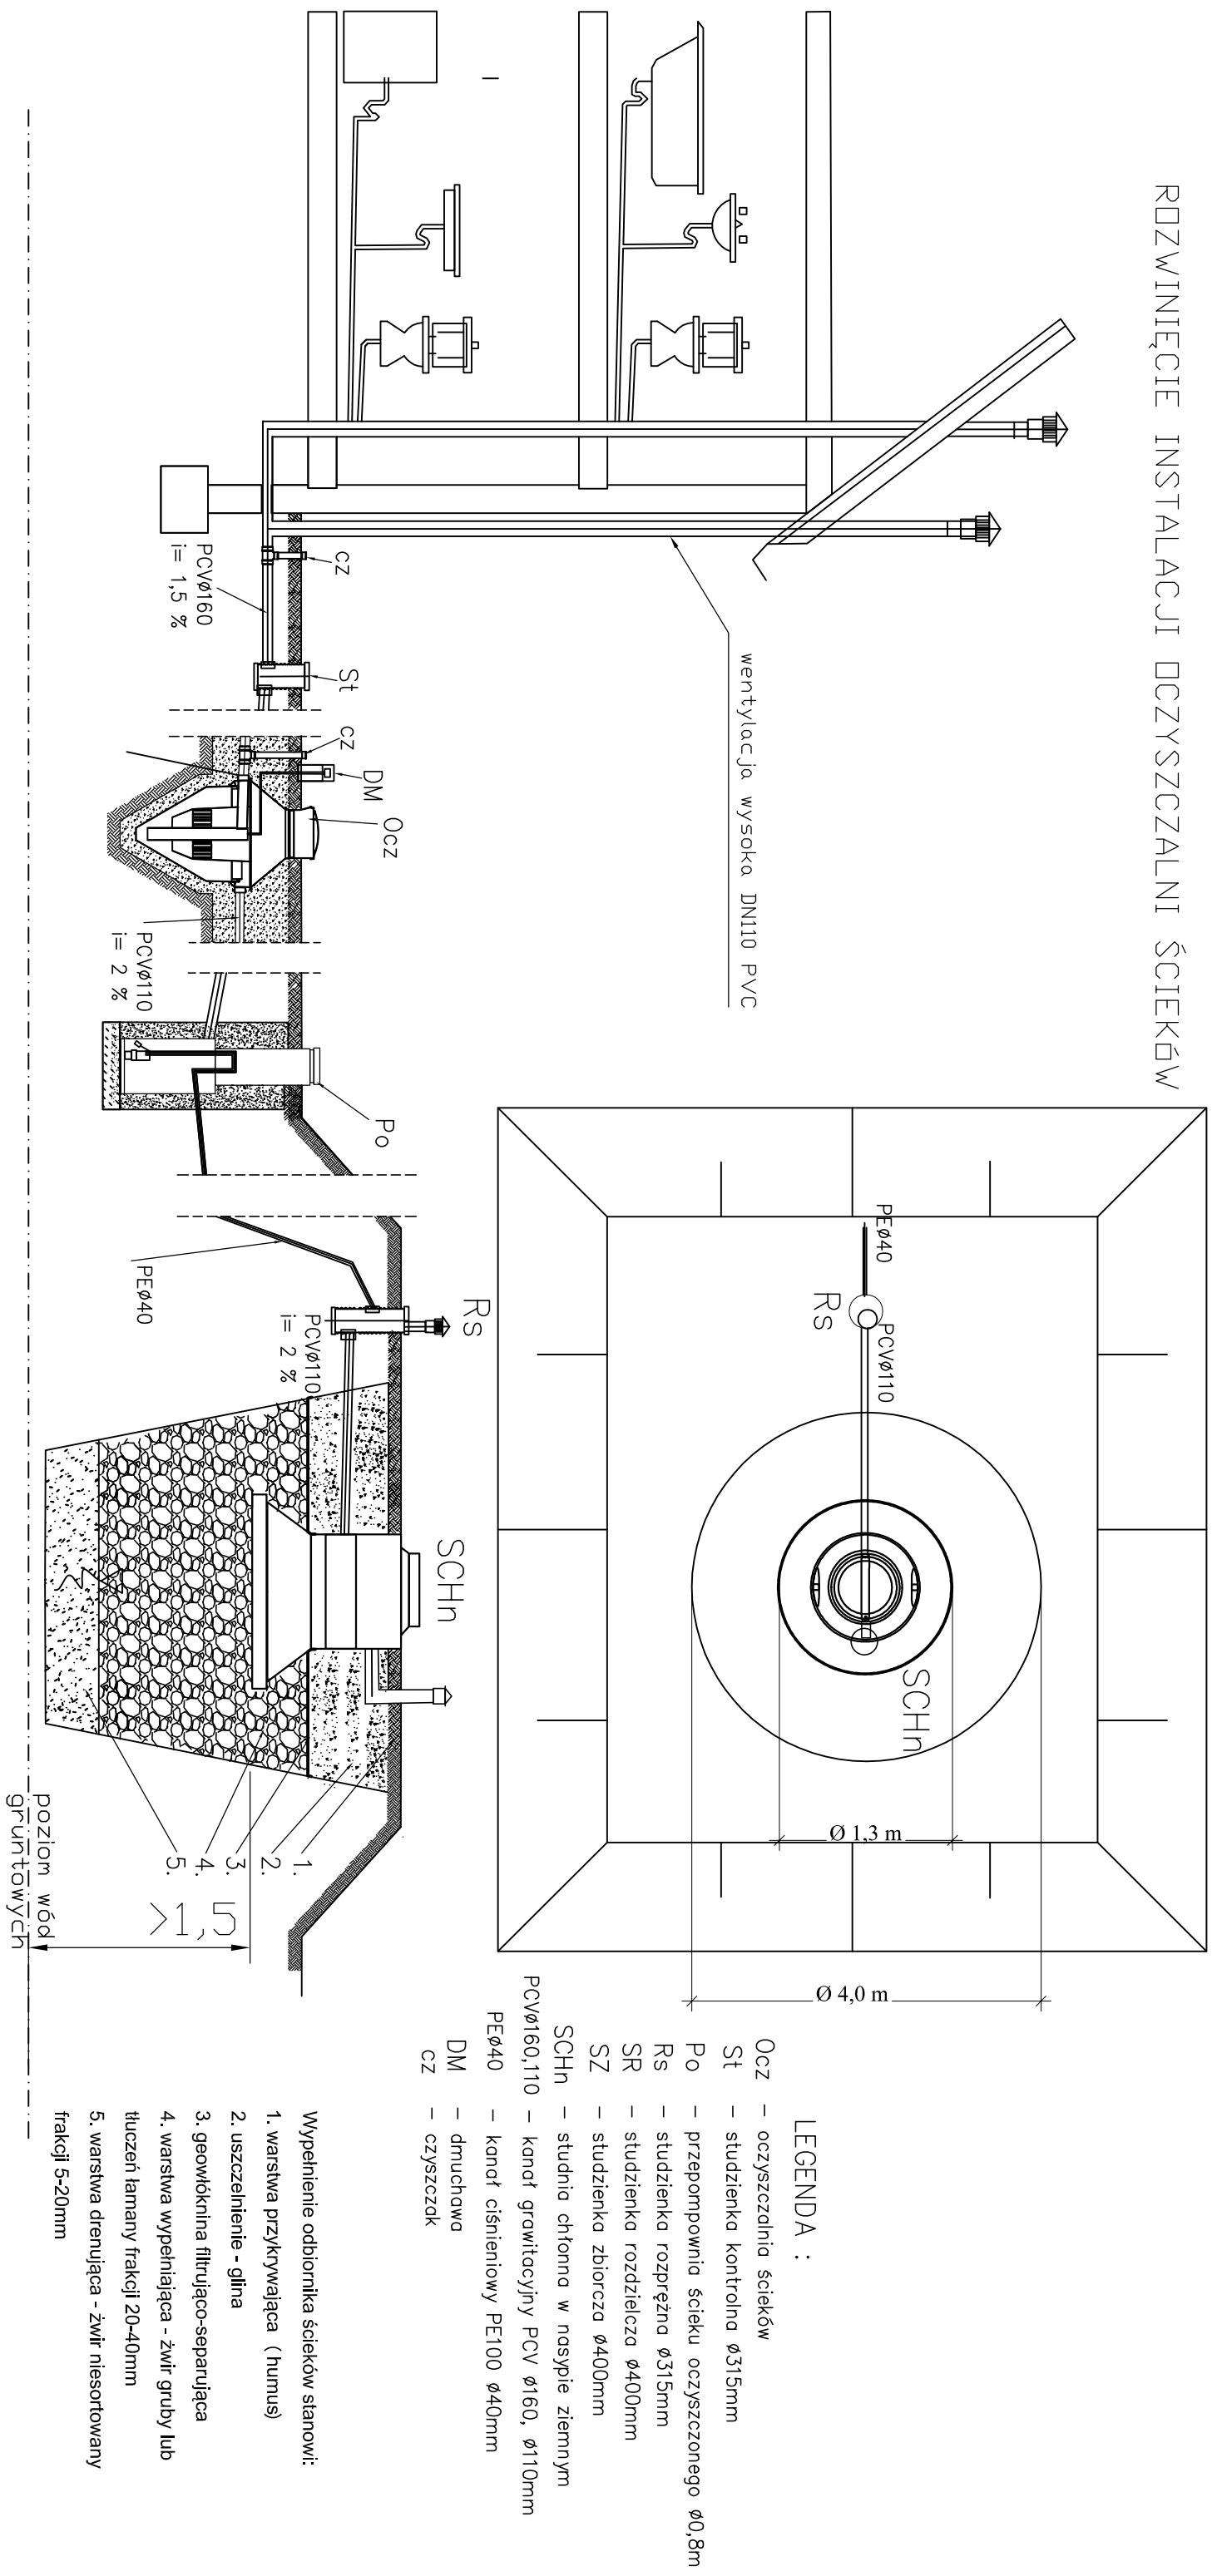 ROZWINIĘCIE INSTALACJI OCZYSZCZALNI ŚCIEKÓW
wentylacja wysoka DN110 PVC
cz
PCVø160
i= 1,5 %
St
cz
DM
Ocz
PCVø110
i= 2 %
Po
PEø40
Rs
PCVø110
i= 2 %
SCHn
1.
2.
3.
4.
5.
>1,5
poziom wód
gruntowych
PEø40
Rs
PCVø110
SCHn
Ø 1,3 m
Ø 4,0 m
LEGENDA :
Ocz – oczyszczalnia ścieków
St – studzienka kontrolna ø315mm
Po – przepompownia ścieku oczyszczonego ø0,8m
Rs – studzienka rozprężna ø315mm
SR – studzienka rozdzielcza ø400mm
SZ – studzienka zbiorcza ø400mm
SCHn – studnia chłonna w nasypie ziemnym
PCVø160,110 – kanał grawitacyjny PCV ø160, ø110mm
PEø40 – kanał ciśnieniowy PE100 ø40mm
DM – dmuchawa
cz – czyszczak
Wypełnienie odbiornika ścieków stanowi:
1. warstwa przykrywająca ( humus)
2. uszczelnienie - glina
3. geowłóknina filtrująco-separująca
4. warstwa wypełniająca - żwir gruby lub
tłuczeń łamany frakcji 20-40mm
5. warstwa drenująca - żwir niesortowany
frakcji 5-20mm